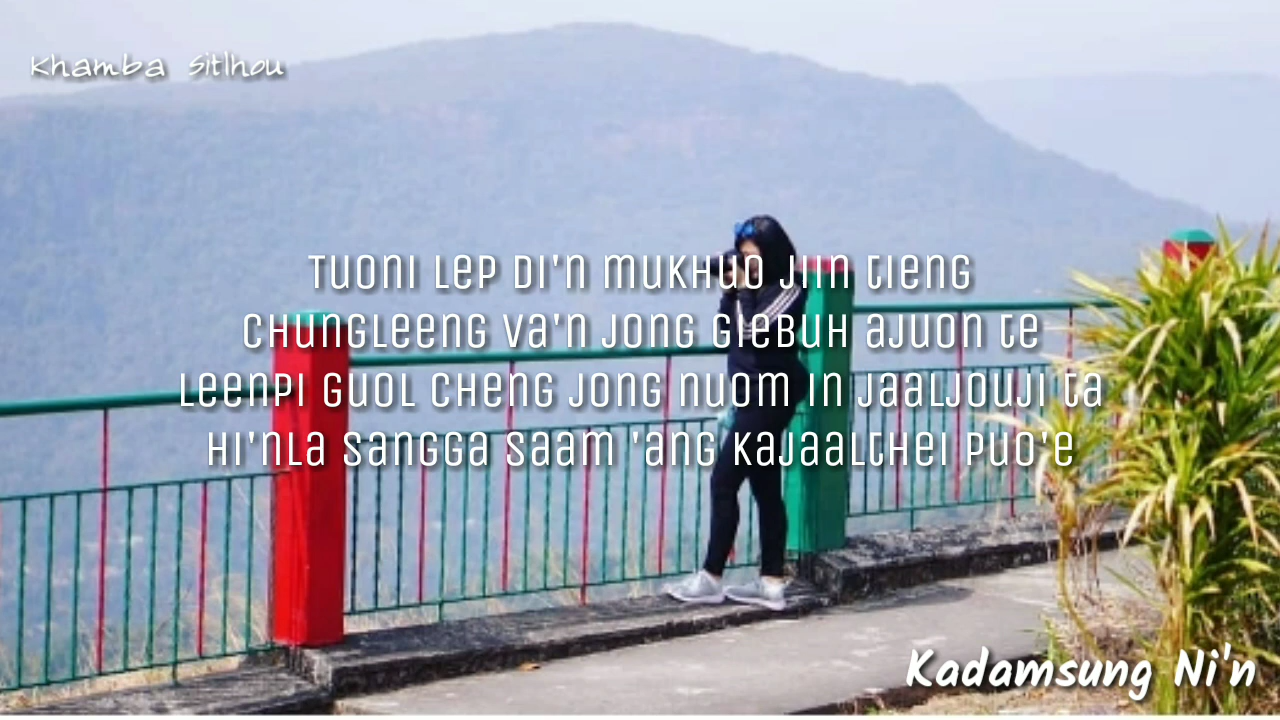 Khamba Sitlhou
Tuoni lep di'n mukhuo jiin tieng
chungleeng va'n jong giebuh ajuon te
leenpi guol cheng jong nuom in jaaljouji ta
hi'nla sangga saam 'ang kajaalthei puo'e
Kadamsung Ni'n